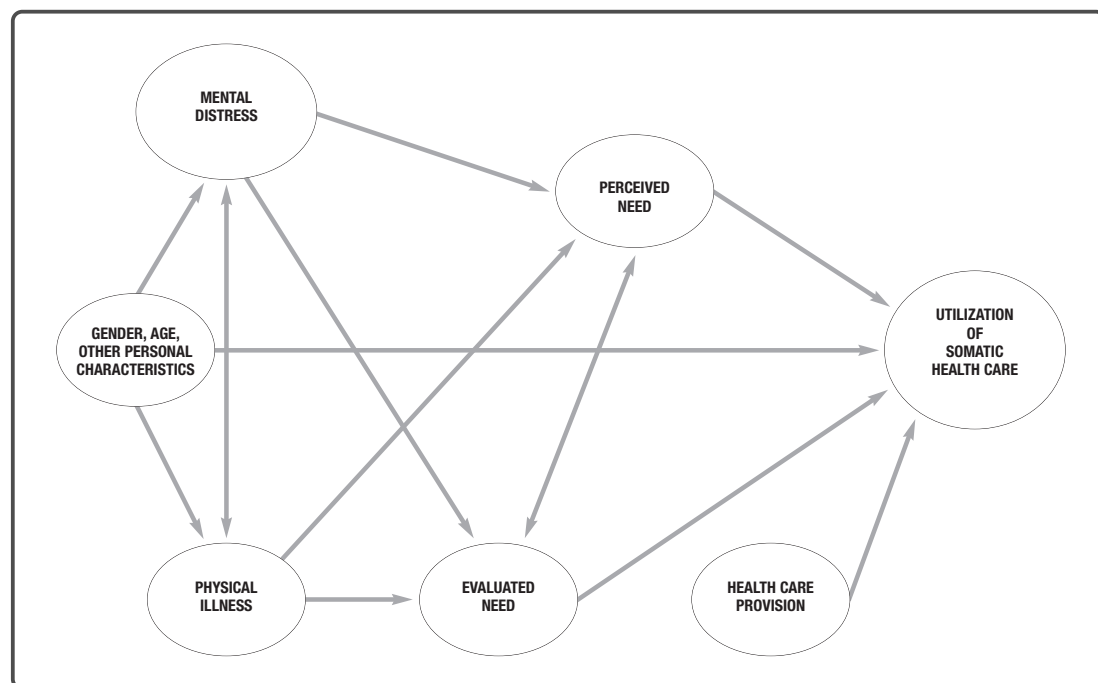 MENTAL
DISTRESS
PERCEIVED
NEED
GENDER, AGE,
OTHER PERSONAL
CHARACTERISTICS
UTILIZATION
OF
SOMATIC
HEALTH CARE
PHYSICAL
ILLNESS
EVALUATED
NEED
HEALTH CARE
PROVISION